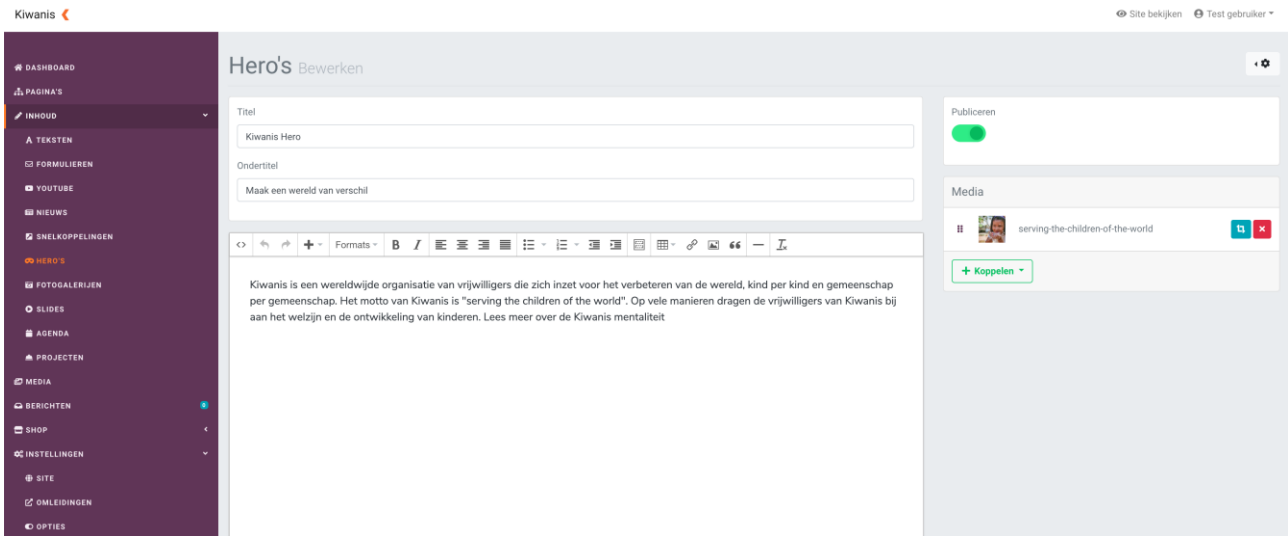 Kiwanis
Site bekijken
Test gebruiker
DASHBOARD
PAGINA'S
INHOUD
TEKSTEN
FORMULIEREN
YOUTUBE
NIEUWS
SNELKOPPELINGEN
HERO'S
FOTOGALERIJEN
SLIDES
AGENDA
PROJECTEN
MEDIA
BERICHTEN 0
SHOP
INSTELLINGEN
SITE
OMLEIDINGEN
OPTIES
Hero's Bewerken
Titel
Kiwanis Hero
Ondertitel
Maak een wereld van verschil
Formats
Kiwanis is een wereldwijde organisatie van vrijwilligers die zich inzet voor het verbeteren van de wereld, kind per kind en gemeenschap
per gemeenschap. Het motto van Kiwanis is "serving the children of the world". Op vele manieren dragen de vrijwilligers van Kiwanis bij
aan het welzijn en de ontwikkeling van kinderen. Lees meer over de Kiwanis mentaliteit
Publiceren
Media
serving-the-children-of-the-world
+ Koppelen